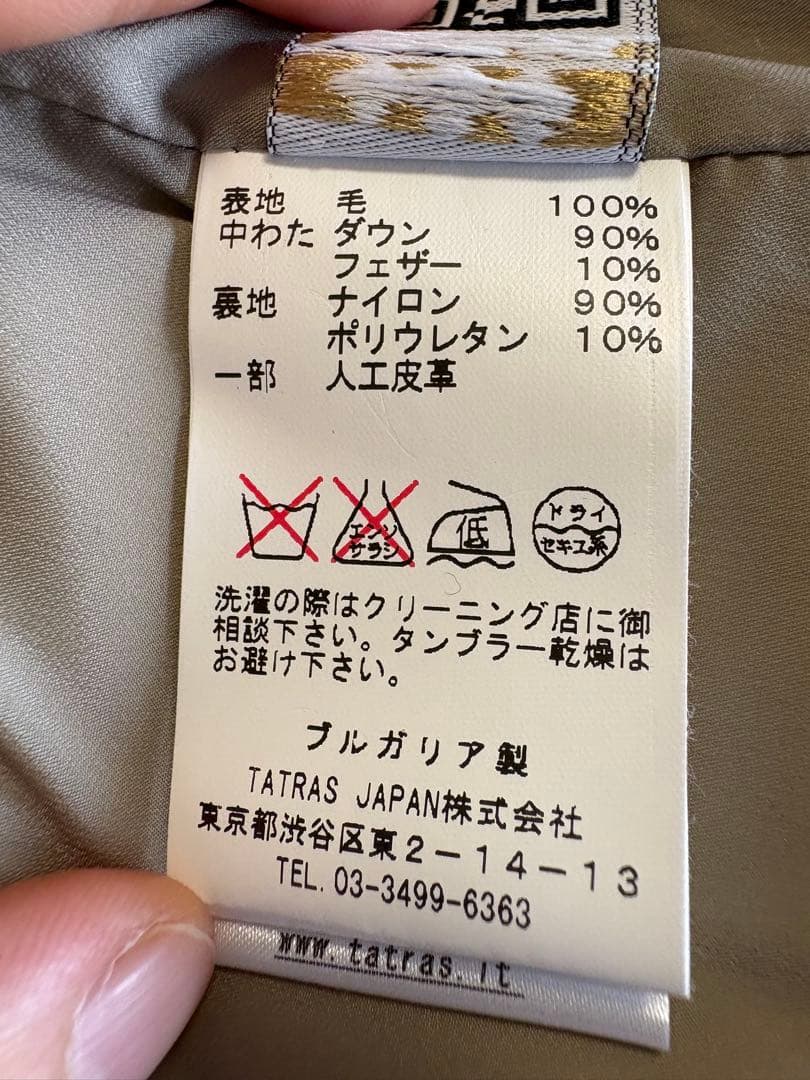 表地 毛 100%
中わた ダウン 90%
フェザー 10%
裏地 ナイロン 90%
ポリウレタン 10%
一部 人工皮革
エンソ
サラシ
低
ドライ
セキユ系
洗濯の際はクリーニング店に御
相談下さい。タンブラー乾燥は
お避け下さい。
ブルガリア製
TATRAS JAPAN株式会社
東京都渋谷区東2-14-13
TEL. 03-3499-6363
www.tatras.it